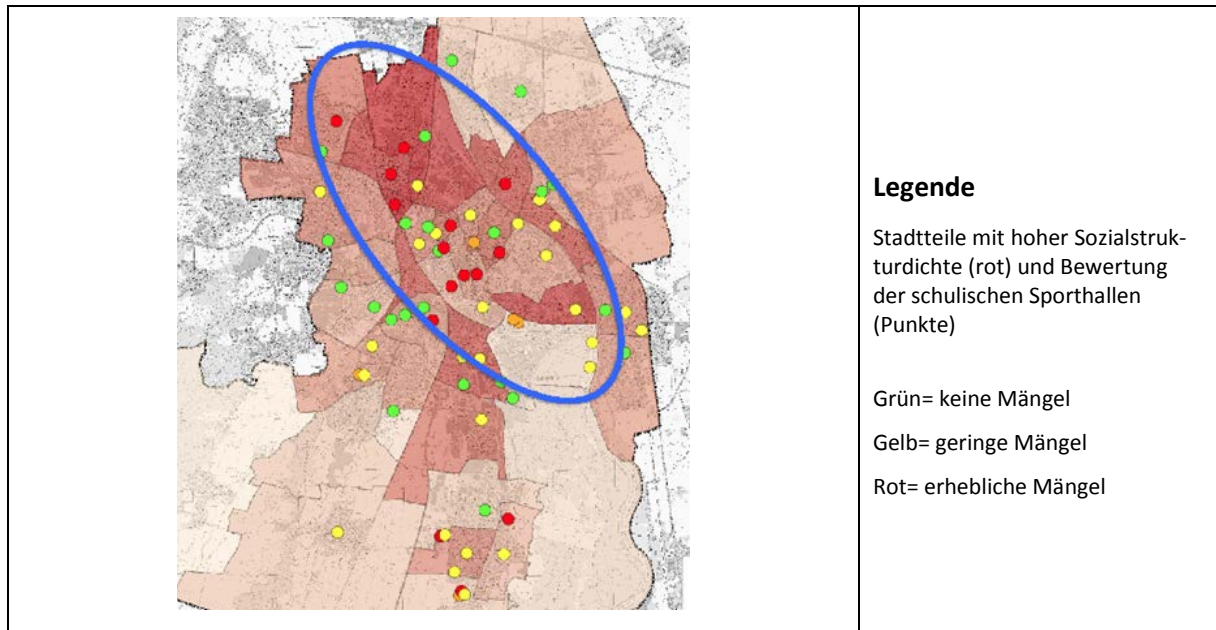 Legende
Stadtteile mit hoher Sozialstruk-
turdichte (rot) und Bewertung
der schulischen Sporthallen
(Punkte)
Grün= keine Mängel
Gelb= geringe Mängel
Rot= erhebliche Mängel